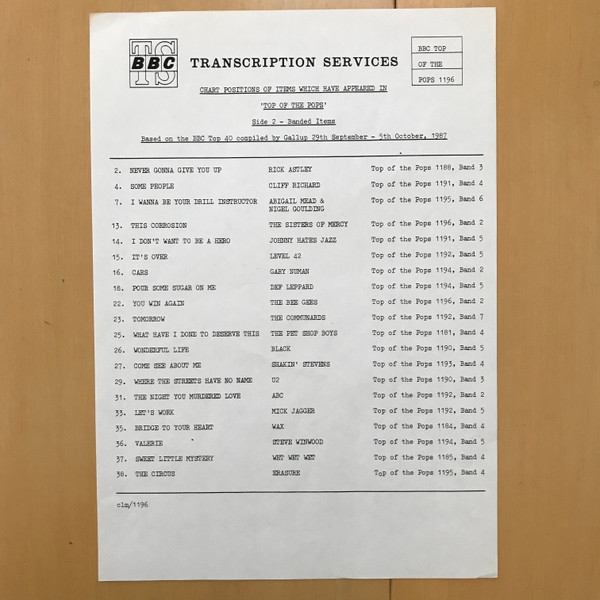 TS
BBC
TRANSCRIPTION SERVICES
BBC TOP
OF THE
POPS 1196
CHART POSITIONS OF ITEMS WHICH HAVE APPEARED IN
'TOP OF THE POPS'
Side 2 - Banded Items
Based on the BBC Top 40 compiled by Gallup 29th September - 5th October, 1987
2. NEVER GONNA GIVE YOU UP RICK ASTLEY Top of the Pops 1188, Band 3
4. SOME PEOPLE CLIFF RICHARD Top of the Pops 1191, Band 4
7. I WANNA BE YOUR DRILL INSTRUCTOR ABIGAIL MEAD & Top of the Pops 1195, Band 6
NIGEL GOULDING
13. THIS CORROSION THE SISTERS OF MERCY Top of the Pops 1196, Band 2
14. I DON'T WANT TO BE A HERO JOHNNY HATES JAZZ Top of the Pops 1191, Band 5
15. IT'S OVER LEVEL 42 Top of the Pops 1192, Band 5
16. CARS GARY NUMAN Top of the Pops 1194, Band 2
18. POUR SOME SUGAR ON ME DEF LEPPARD Top of the Pops 1194, Band 5
22. YOU WIN AGAIN THE BEE GEES Top of the Pops 1196, Band 2
23. TOMORROW THE COMMUNARDS Top of the Pops 1192, Band 7
25. WHAT HAVE I DONE TO DESERVE THIS THE PET SHOP BOYS Top of the Pops 1181, Band 4
26. WONDERFUL LIFE BLACK Top of the Pops 1190, Band 5
27. COME SEE ABOUT ME SHAKIN' STEVENS Top of the Pops 1193, Band 4
29. WHERE THE STREETS HAVE NO NAME U2 Top of the Pops 1190, Band 3
31. THE NIGHT YOU MURDERED LOVE ABC Top of the Pops 1192, Band 2
33. LET'S WORK MICK JAGGER Top of the Pops 1192, Band 5
35. BRIDGE TO YOUR HEART WAX Top of the Pops 1184, Band 4
36. VALERIE STEVE WINWOOD Top of the Pops 1194, Band 5
37. SWEET LITTLE MYSTERY WET WET WET Top of the Pops 1185, Band 4
38. THE CIRCUS ERASURE Top of the Pops 1195, Band 4
clm/1196